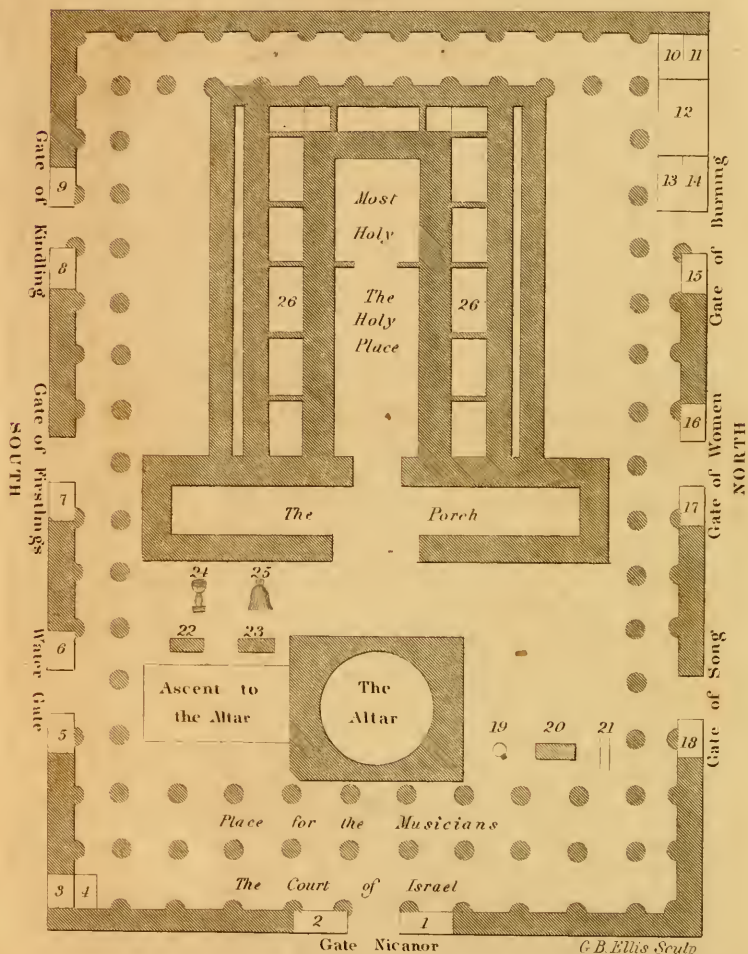 10 11
12
13 14
Gate of Burning
9
Gate of Kindling
8
Most
Holy
15
26
The
Holy
Place
26
16
SOUTH
Gate of Firstlings
Gate of Women
NORTH
7
17
The Porch
24 25
22 23
6
Water Gate
Ascent to
the Altar
The
Altar
Gate of Song
5
19 20 21
18
Place for the Musicians
3 4
The Court of Israel
2 1
Gate Nicanor
G.B. Ellis Sculp